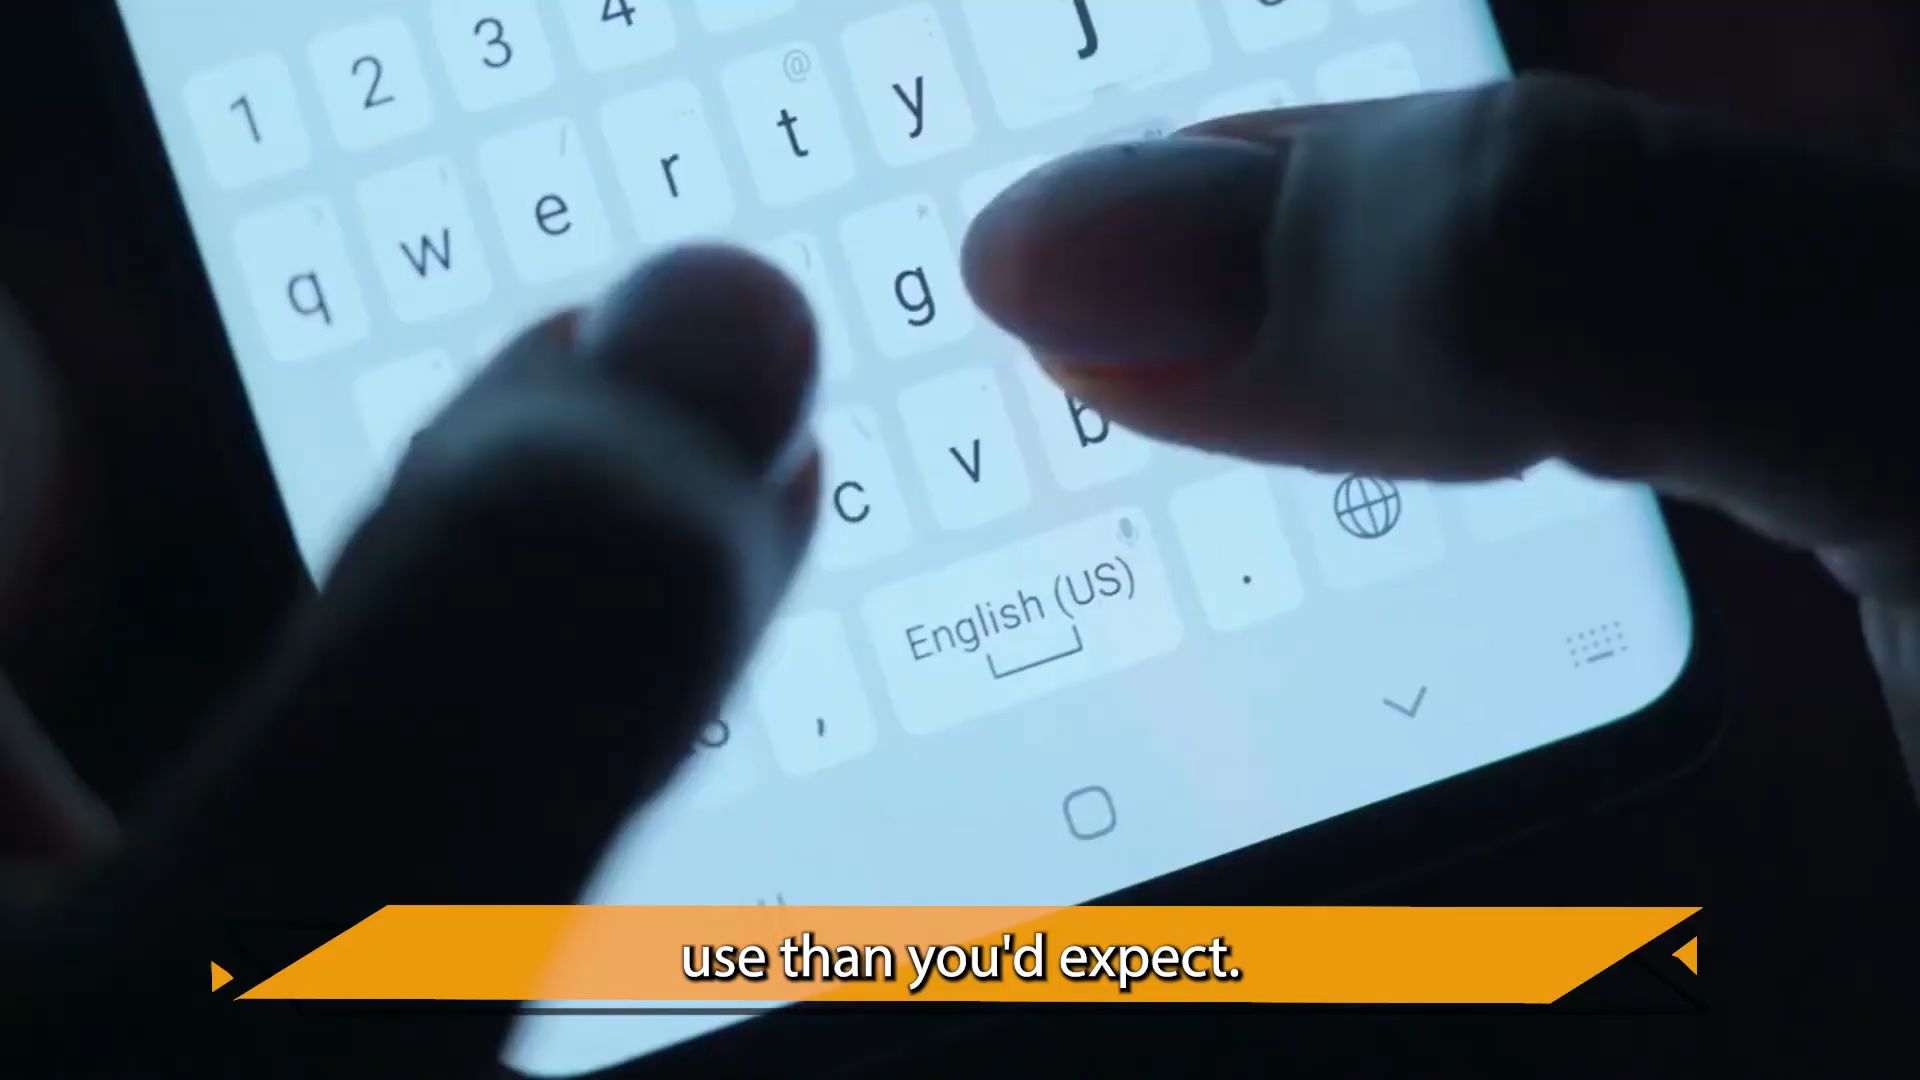 1 2 3 4
q w e r t y j
@
g
c v b
, English (US) .
use than you'd expect.